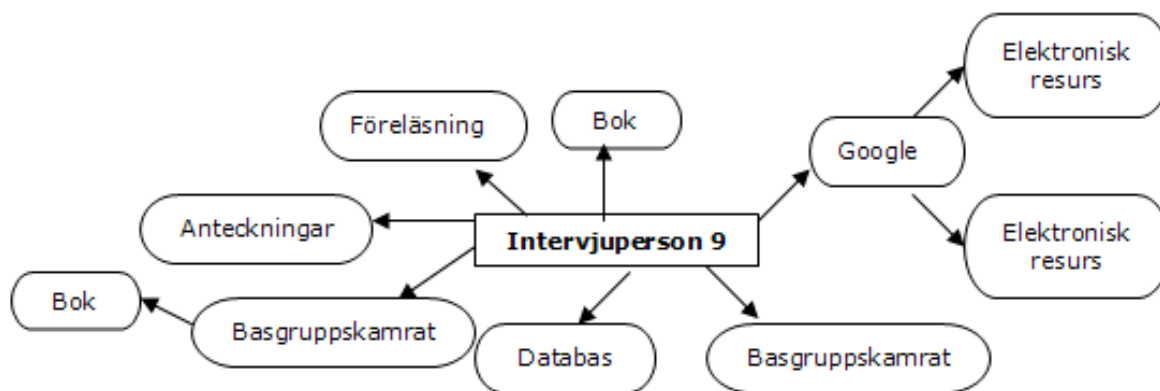 Elektronisk
resurs
Föreläsning
Bok
Google
Anteckningar
Intervjuperson 9
Elektronisk
resurs
Bok
Basgruppskamrat
Databas
Basgruppskamrat